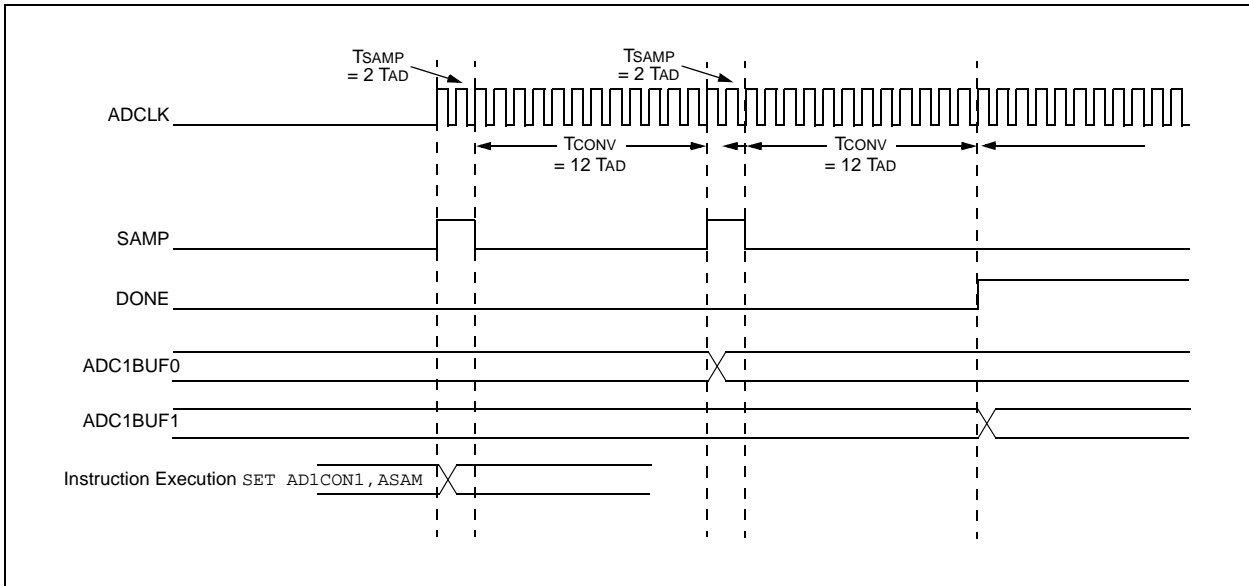 TSAMP
= 2 TAD
TSAMP
= 2 TAD
ADCLK
TCONV
= 12 TAD
TCONV
= 12 TAD
SAMP
DONE
ADC1BUF0
ADC1BUF1
Instruction Execution SET AD1CON1,ASAM